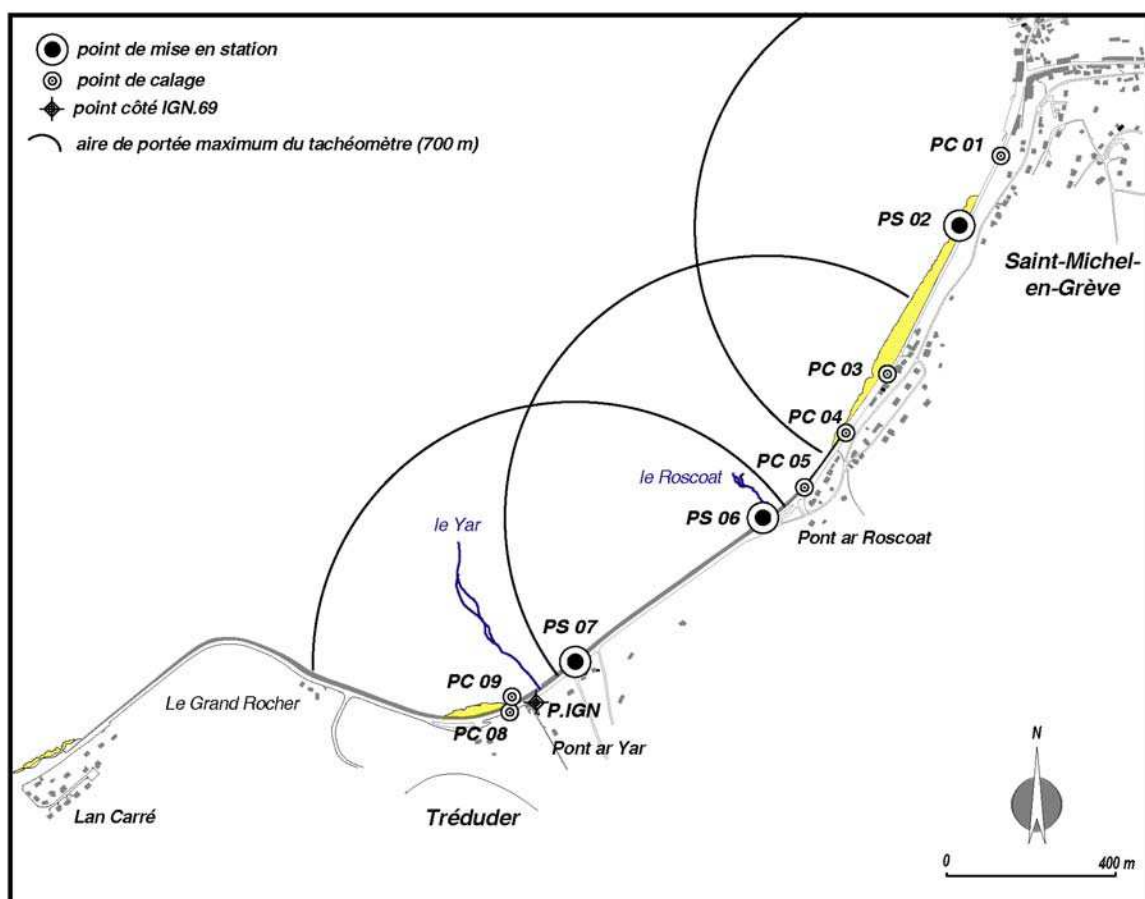 point de mise en station
point de calage
point côté IGN.69
aire de portée maximum du tachéomètre (700 m)
PC 01
PS 02
Saint-Michel-
en-Grève
PC 03
PC 04
PC 05
le Roscoat
PS 06
Pont ar Roscoat
le Yar
PS 07
PC 09
Le Grand Rocher
P.IGN
PC 08
Pont ar Yar
Lan Carré
Tréduder
N
0 400 m